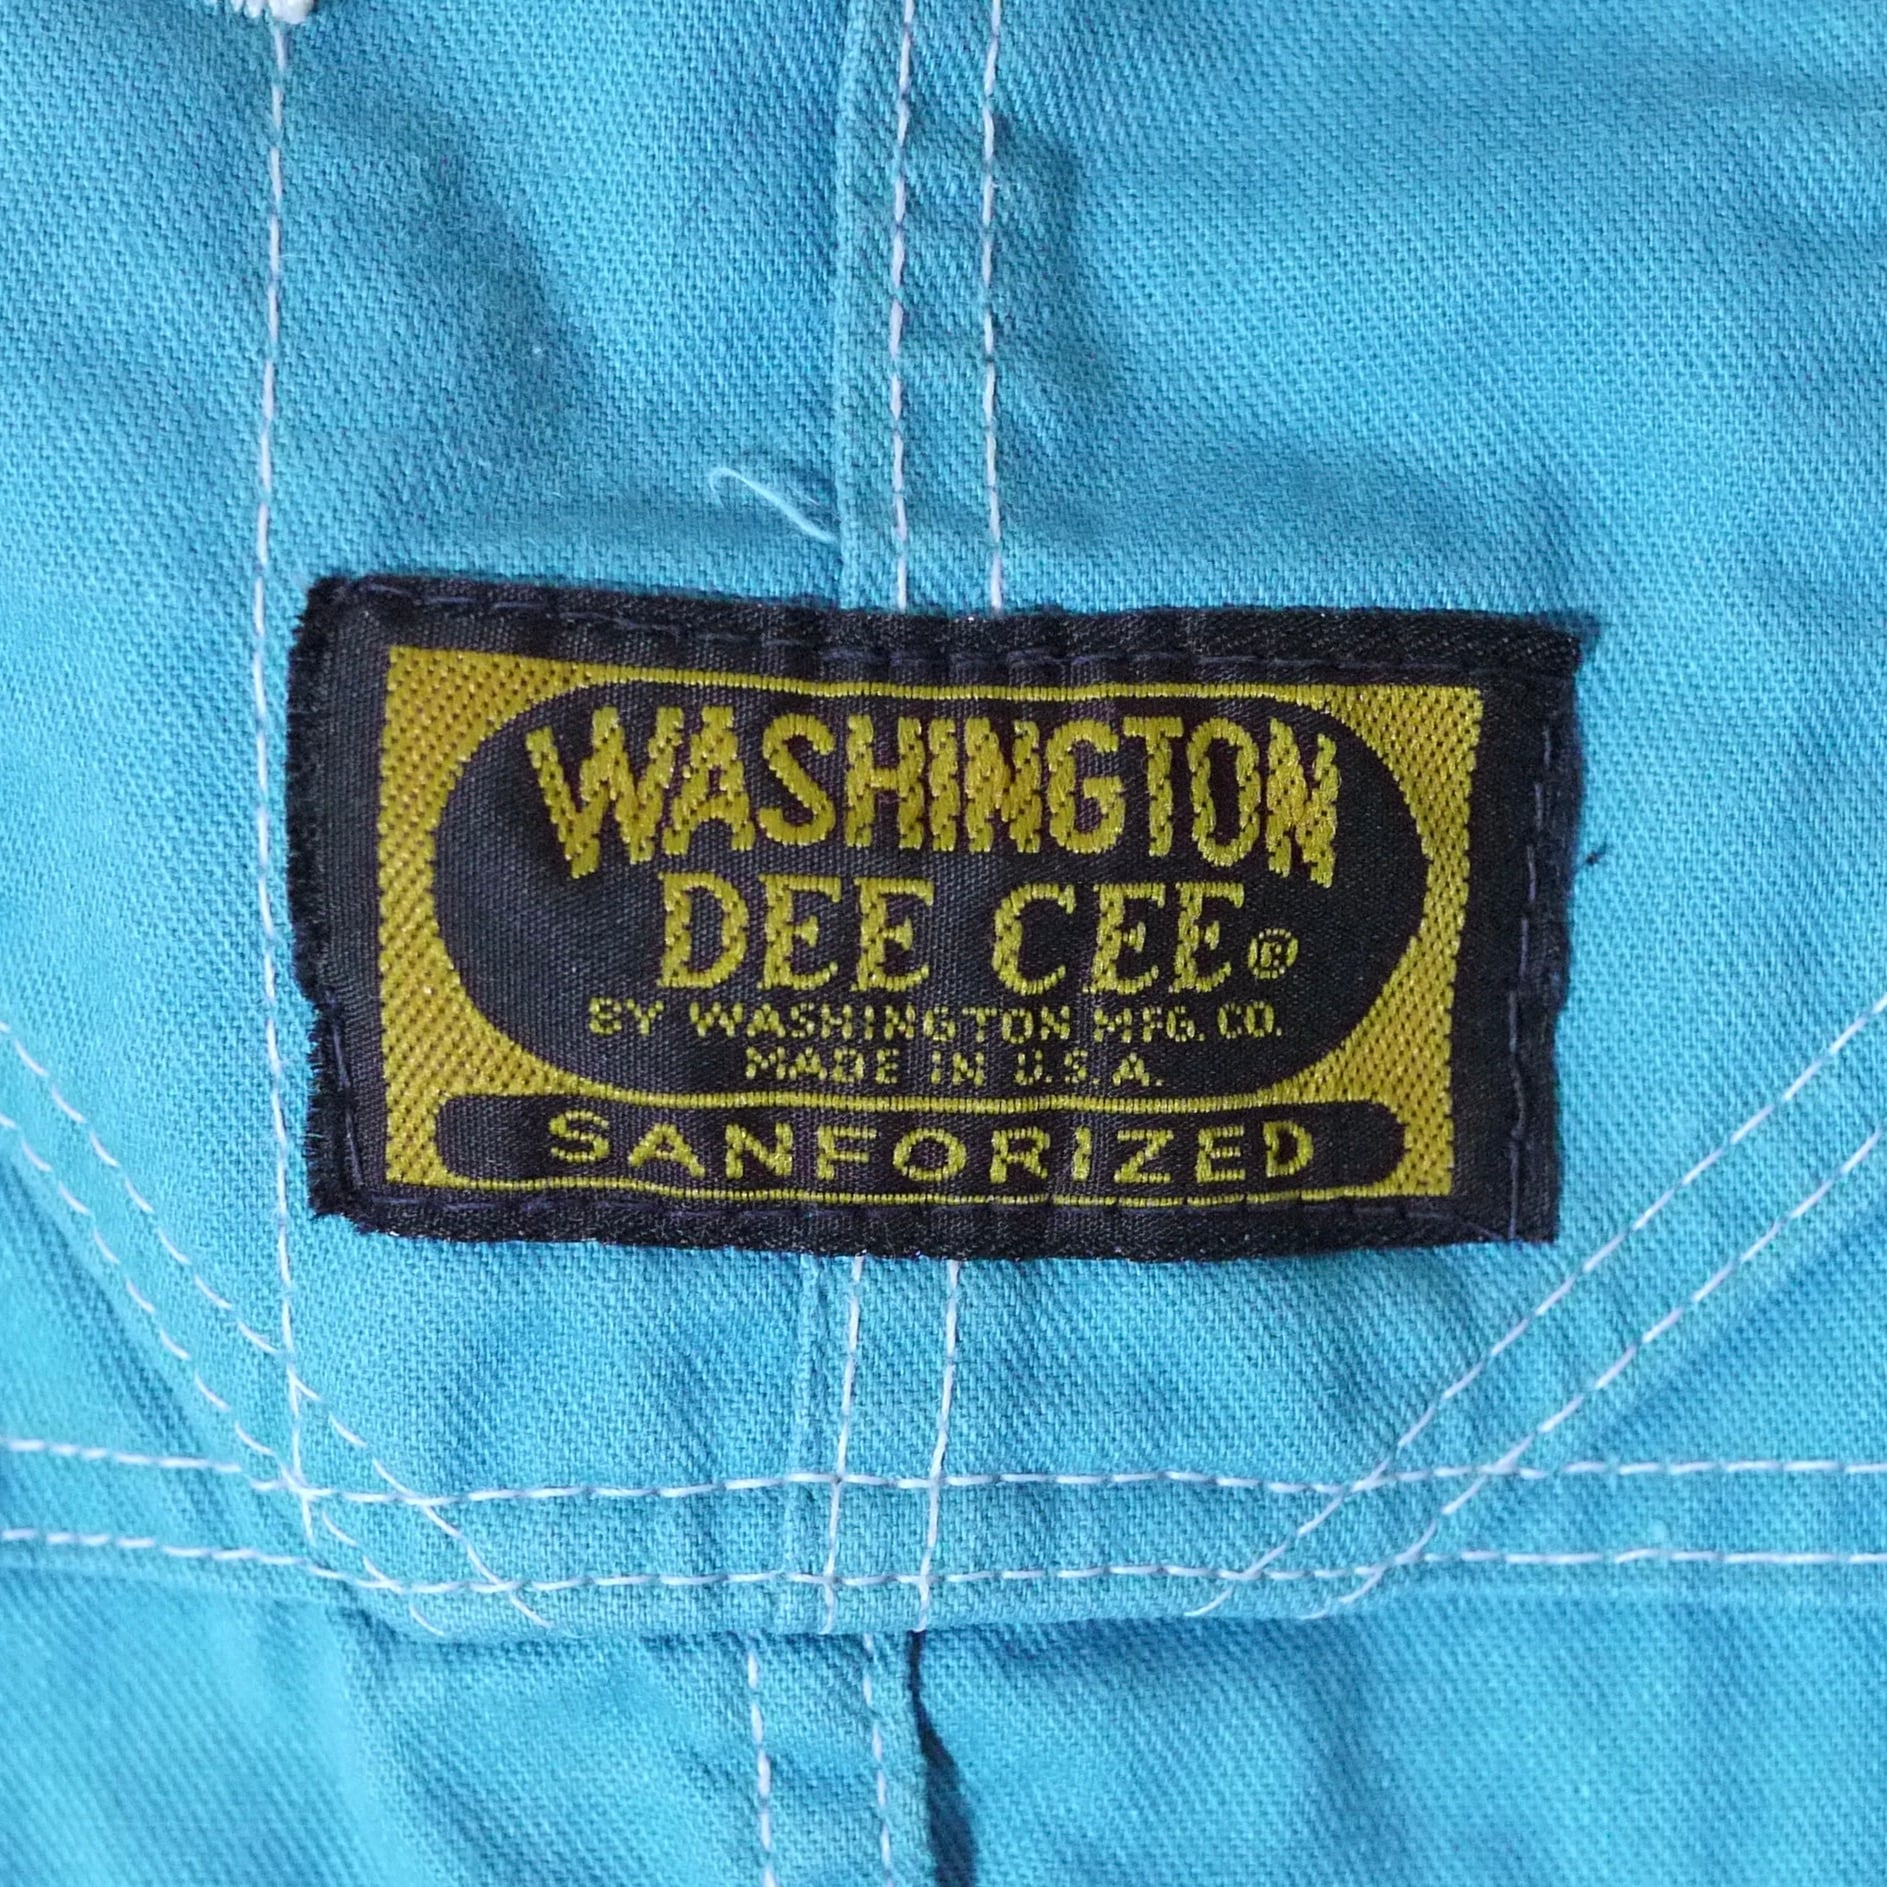 WASHINGTON
DEE CEE®
BY WASHINGTON MFG. CO.
MADE IN U.S.A.
SANFORIZED